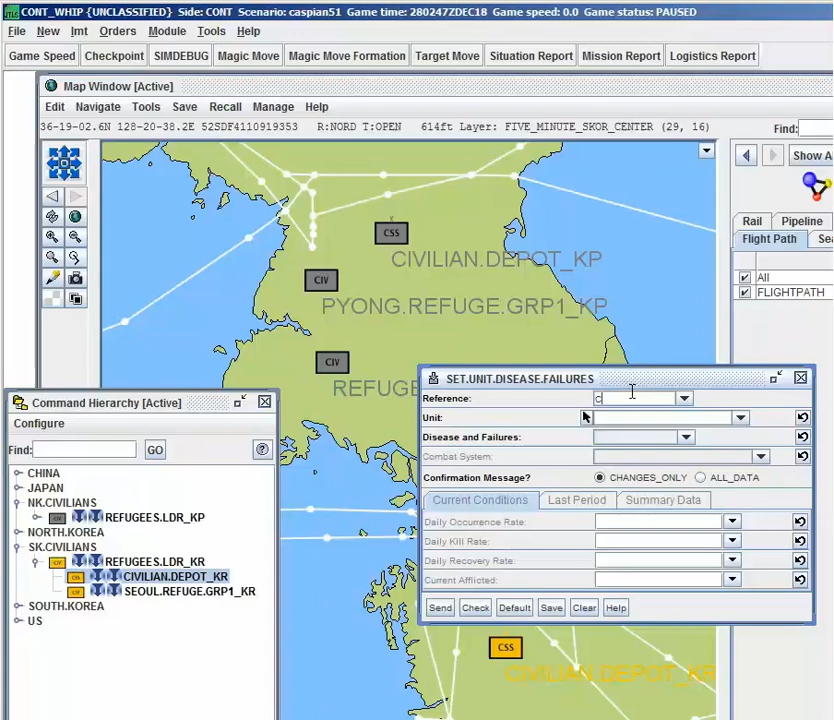 CONT_WHIP {UNCLASSIFIED} Side: CONT Scenario: caspian51 Game time: 280247ZDEC18 Game speed: 0.0 Game status: PAUSED
File New Imt Orders Module Tools Help
Game Speed Checkpoint SIMDEBUG Magic Move Magic Move Formation Target Move Situation Report Mission Report Logistics Report
Map Window [Active]
Edit Navigate Tools Save Recall Manage Help
36-19-02.6N 128-20-38.2E 52SDF4110919353 R:NORD T:OPEN 614ft Layer: FIVE_MINUTE_SKOR_CENTER (29, 16) Find:
Show A
Rail Pipeline
Flight Path Sea
All
FLIGHTPATH
x
CSS
CIVILIAN.DEPOT_KP
CIV
PYONG.REFUGE.GRP1_KP
CIV
REFUGE
SET.UNIT.DISEASE.FAILURES
Reference: C
Unit:
Disease and Failures:
Combat System:
Confirmation Message? CHANGES_ONLY ALL_DATA
Current Conditions Last Period Summary Data
Daily Occurrence Rate:
Daily Kill Rate:
Daily Recovery Rate:
Current Afflicted:
Send Check Default Save Clear Help
Command Hierarchy [Active]
Configure
Find: GO
CHINA
JAPAN
NK.CIVILIANS
REFUGEES.LDR_KP
NORTH.KOREA
SK.CIVILIANS
REFUGEES.LDR_KR
CIVILIAN.DEPOT_KR
SEOUL.REFUGE.GRP1_KR
SOUTH.KOREA
US
CSS
CIVILIAN.DEPOT_KR